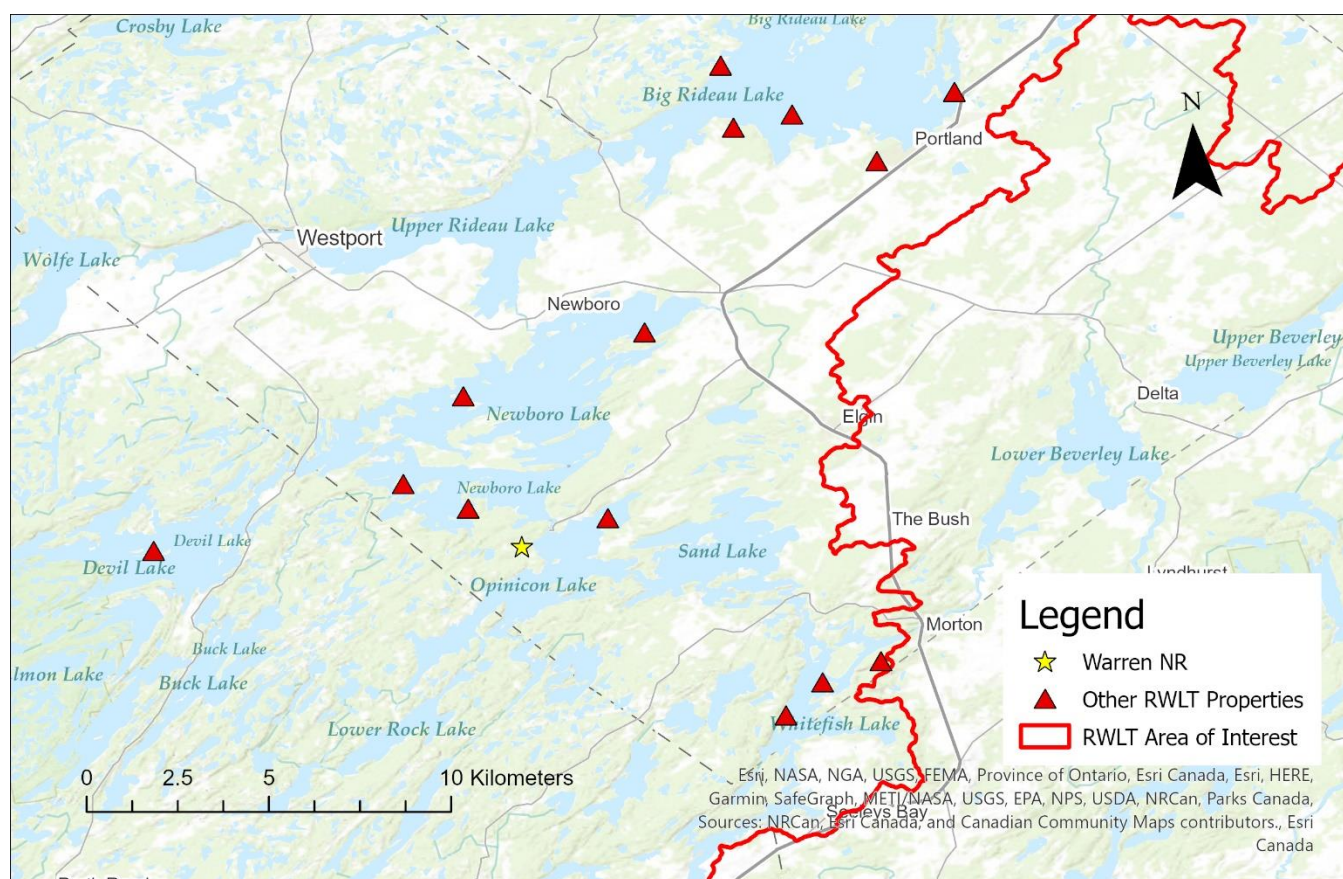 Crosby Lake
Big Rideau Lake
Big Rideau Lake
Portland
N
Westport
Upper Rideau Lake
Wolfe Lake
Newboro
Upper Beverley
Upper Beverley Lake
Delta
Newboro Lake
Elgin
Lower Beverley Lake
Newboro Lake
The Bush
Devil Lake
Devil Lake
Sand Lake
Opinicon Lake
Lyndhurst
Legend
Morton
Warren NR
Buck Lake
Buck Lake
lmon Lake
Other RWLT Properties
Lower Rock Lake
Whitefish Lake
RWLT Area of Interest
0 2.5 5 10 Kilometers
Esri, NASA, NGA, USGS, FEMA, Province of Ontario, Esri Canada, Esri, HERE,
Garmin, SafeGraph, METI/NASA, USGS, EPA, NPS, USDA, NRCan, Parks Canada,
Seeleys Bay
Sources: NRCan, Esri Canada, and Canadian Community Maps contributors., Esri
Canada